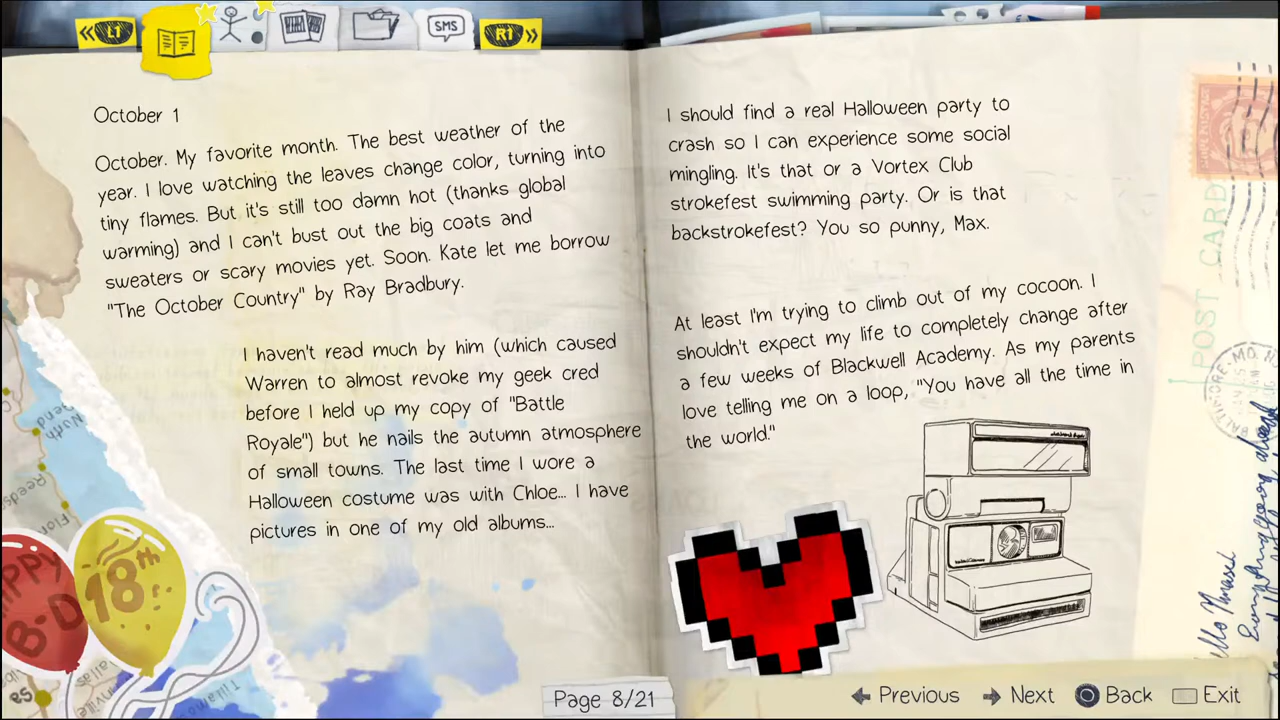 L1
SMS
R1
October 1
October. My favorite month. The best weather of the
year. I love watching the leaves change color, turning into
tiny flames. But it's still too damn hot (thanks global
warming) and I can't bust out the big coats and
sweaters or scary movies yet. Soon. Kate let me borrow
"The October Country" by Ray Bradbury.
I haven't read much by him (which caused
Warren to almost revoke my geek cred
before I held up my copy of "Battle
Royale") but he nails the autumn atmosphere
of small towns. The last time I wore a
Halloween costume was with Chloe... I have
pictures in one of my old albums...
North
Bend
HAPPY
B-D
18th
I should find a real Halloween party to
crash so I can experience some social
mingling. It's that or a Vortex Club
strokefest swimming party. Or is that
backstrokefest? You so punny, Max.
At least I'm trying to climb out of my cocoon. I
shouldn't expect my life to completely change after
a few weeks of Blackwell Academy. As my parents
love telling me on a loop, "You have all the time in
the world."
POST CARD
Page 8/21
Previous
Next
Back
Exit